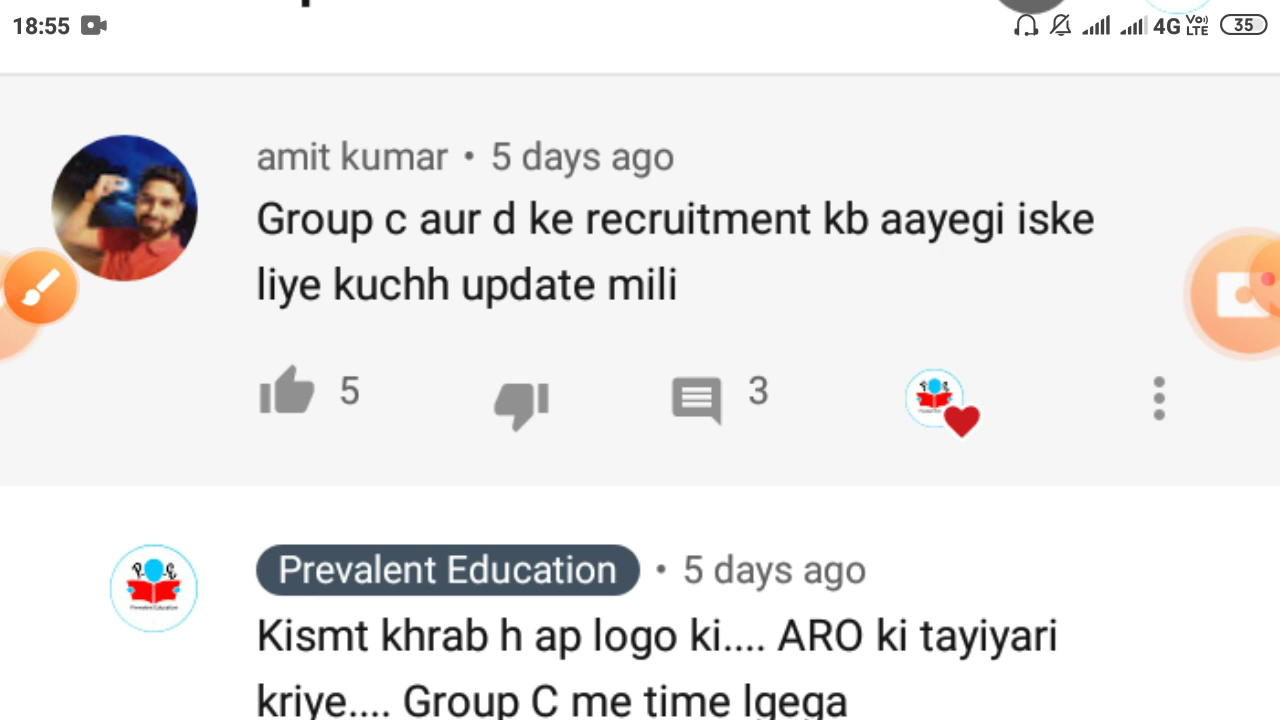 18:55 4G Vo)) LTE 35
amit kumar • 5 days ago
Group c aur d ke recruitment kb aayegi iske
liye kuchh update mili
5 3
Prevalent Education • 5 days ago
Kismt khrab h ap logo ki.... ARO ki tayiyari
kriye.... Group C me time lgega